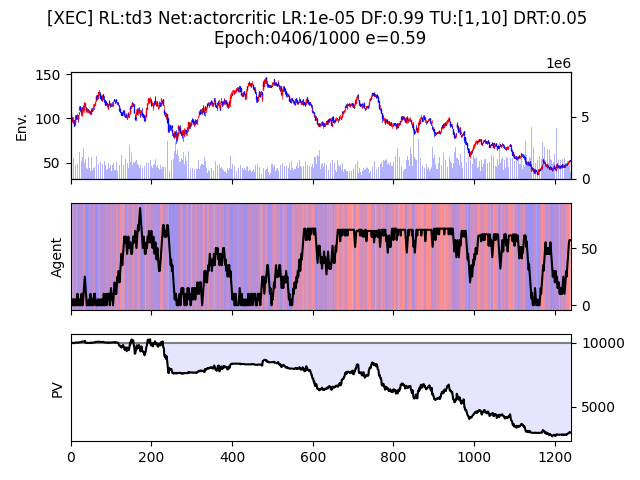 [XEC] RL:td3 Net:actorcritic LR:1e-05 DF:0.99 TU:[1,10] DRT:0.05
Epoch:0406/1000 e=0.59
1e6
150
100
50
Env.
5
0
Agent
50
0
PV
10000
5000
0 200 400 600 800 1000 1200